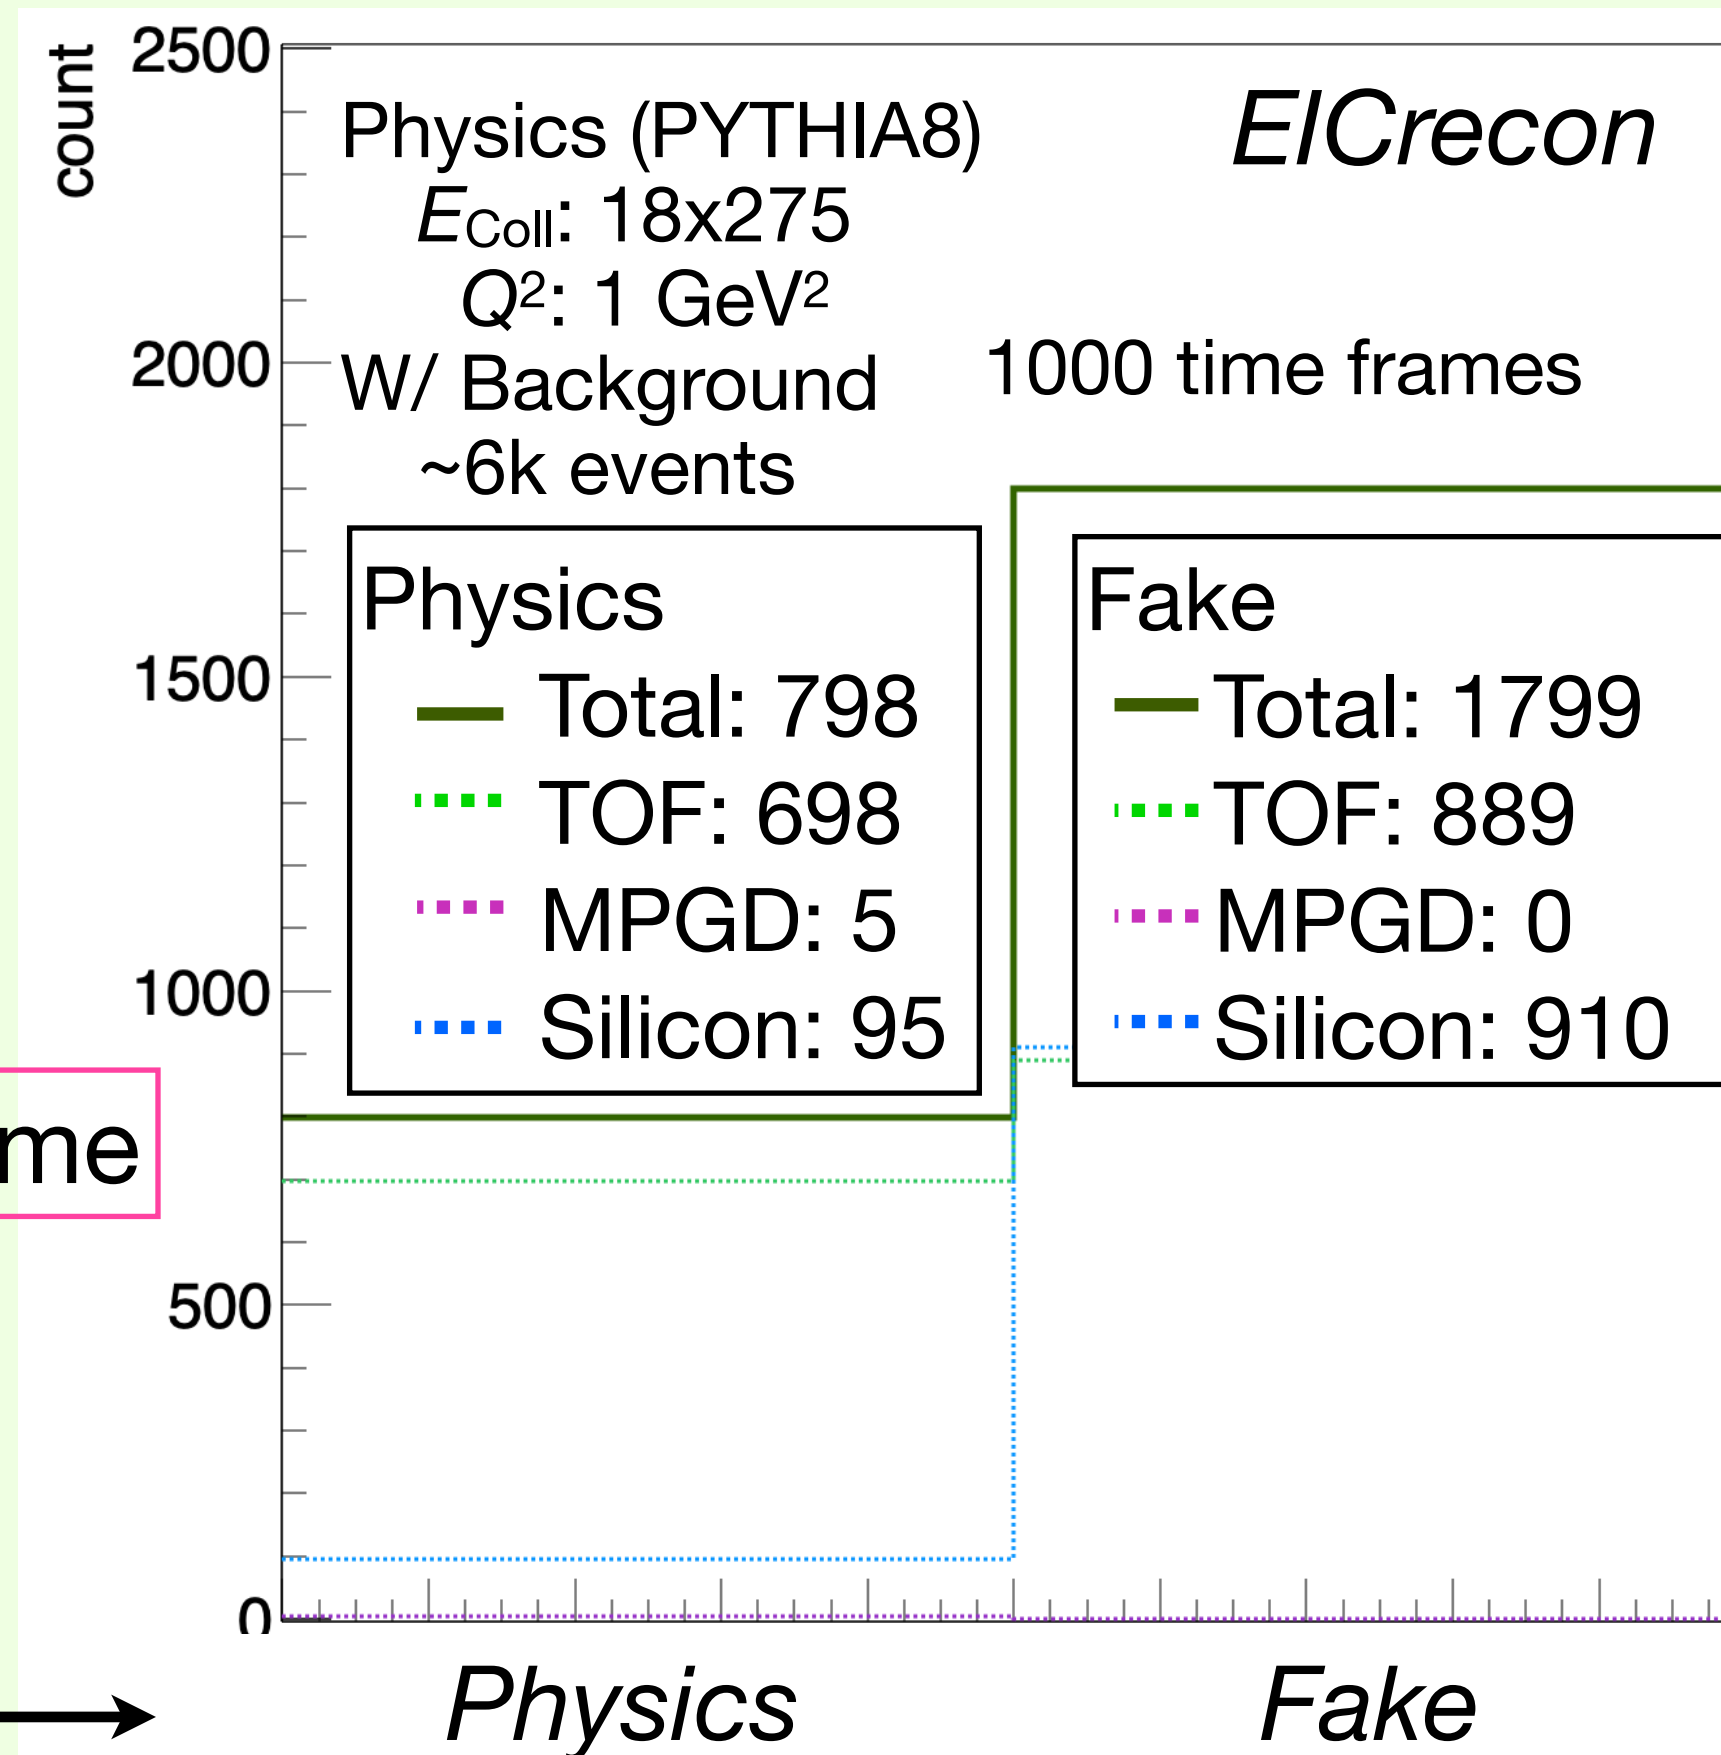 count
2500
2000
1500
1000
500
0
EICrecon
Physics (PYTHIA8)
E_Coll: 18x275
Q²: 1 GeV²
W/ Background
~6k events
1000 time frames
Physics
Total: 798
TOF: 698
MPGD: 5
Silicon: 95
Fake
Total: 1799
TOF: 889
MPGD: 0
Silicon: 910
me
Physics
Fake